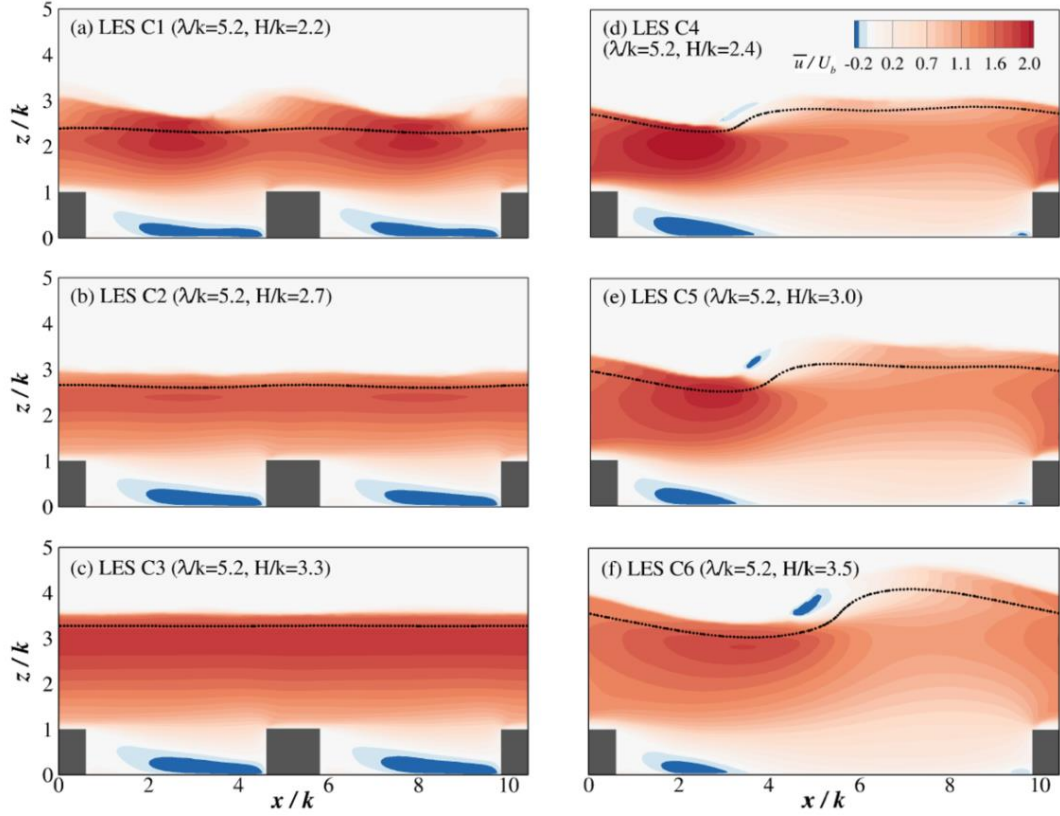 5
4
3
2
1
0
z/k
(a) LES C1 (λ/k=5.2, H/k=2.2)
(d) LES C4
(λ/k=5.2, H/k=2.4)
u̅/U_b
-0.2 0.2 0.7 1.1 1.6 2.0
5
4
3
2
1
0
z/k
(b) LES C2 (λ/k=5.2, H/k=2.7)
(e) LES C5 (λ/k=5.2, H/k=3.0)
5
4
3
2
1
0
z/k
(c) LES C3 (λ/k=5.2, H/k=3.3)
(f) LES C6 (λ/k=5.2, H/k=3.5)
0 2 4 6 8 10
x/k
0 2 4 6 8 10
x/k